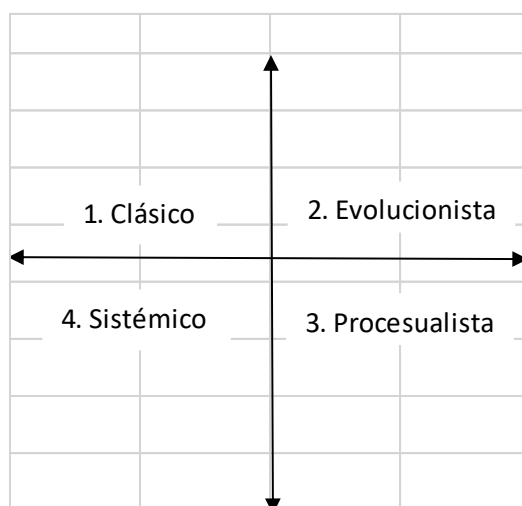 1. Clásico
2. Evolucionista
4. Sistémico
3. Procesualista